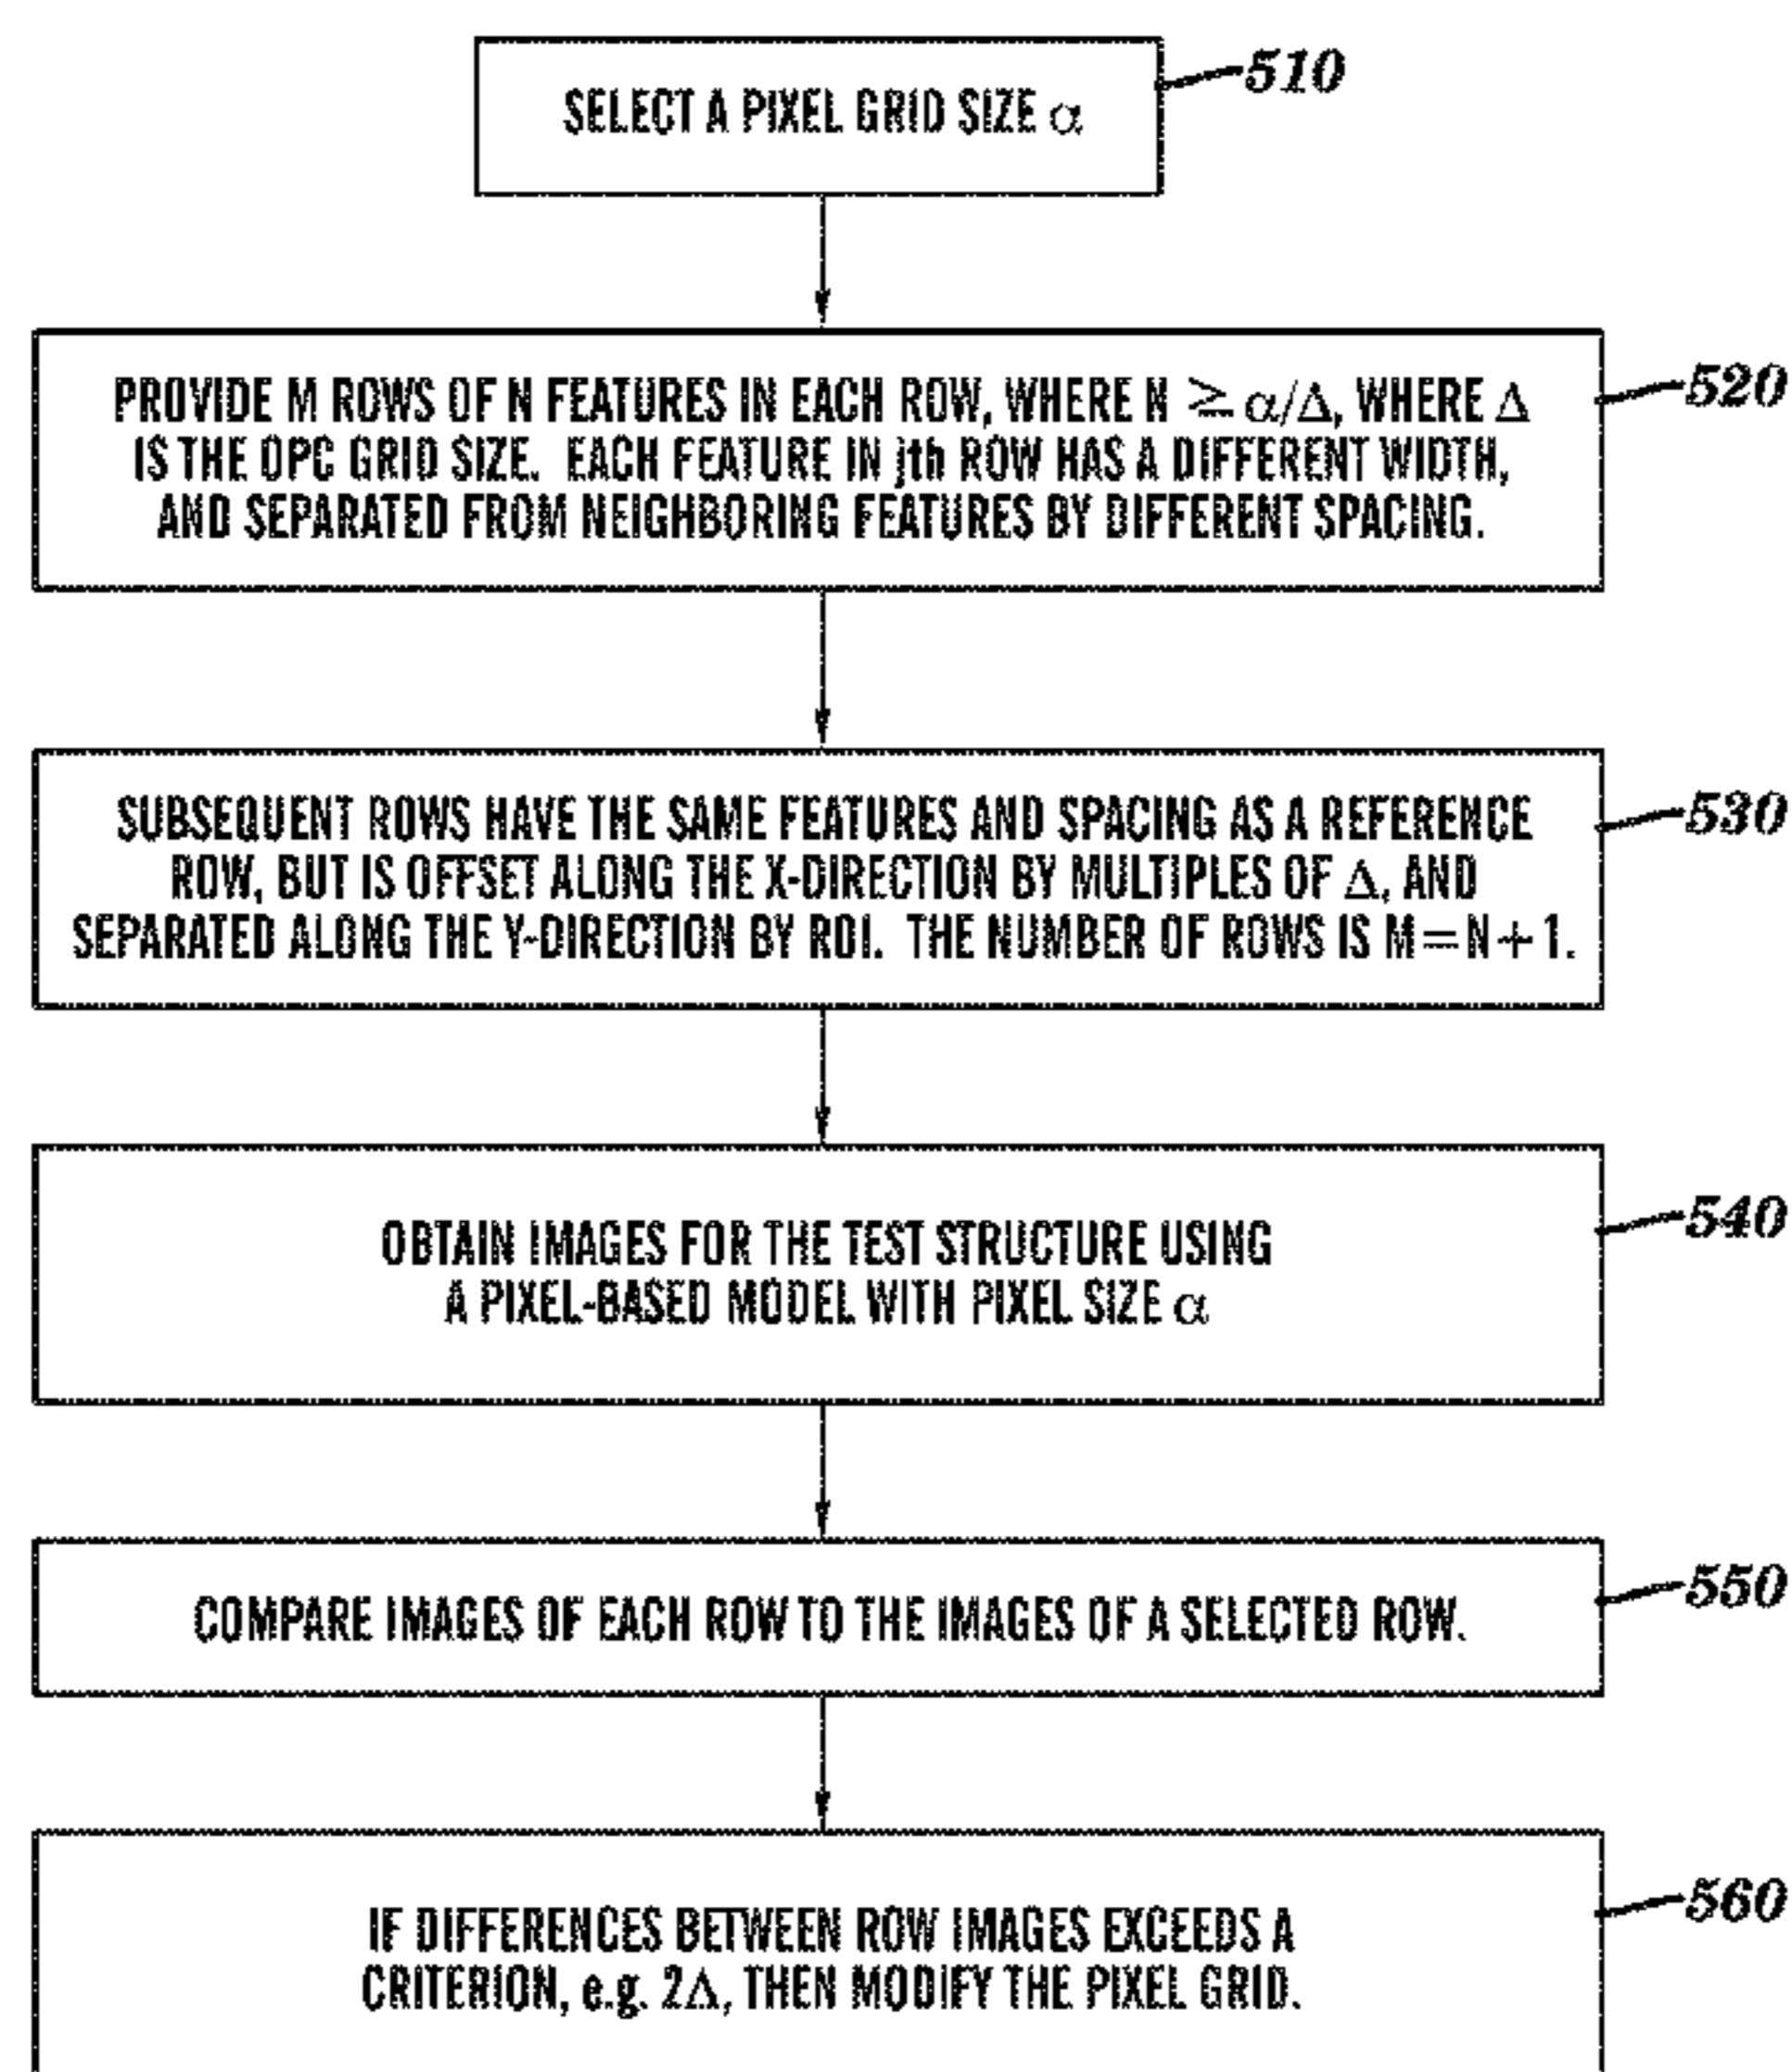 SELECT A PIXEL GRID SIZE α
510
PROVIDE M ROWS OF N FEATURES IN EACH ROW, WHERE N ≥ α/Δ, WHERE Δ
IS THE OPC GRID SIZE. EACH FEATURE IN jth ROW HAS A DIFFERENT WIDTH,
AND SEPARATED FROM NEIGHBORING FEATURES BY DIFFERENT SPACING.
520
SUBSEQUENT ROWS HAVE THE SAME FEATURES AND SPACING AS A REFERENCE
ROW, BUT IS OFFSET ALONG THE X-DIRECTION BY MULTIPLES OF Δ, AND
SEPARATED ALONG THE Y-DIRECTION BY ROI. THE NUMBER OF ROWS IS M=N+1.
530
OBTAIN IMAGES FOR THE TEST STRUCTURE USING
A PIXEL-BASED MODEL WITH PIXEL SIZE α
540
COMPARE IMAGES OF EACH ROW TO THE IMAGES OF A SELECTED ROW.
550
IF DIFFERENCES BETWEEN ROW IMAGES EXCEEDS A
CRITERION, e.g. 2Δ, THEN MODIFY THE PIXEL GRID.
560